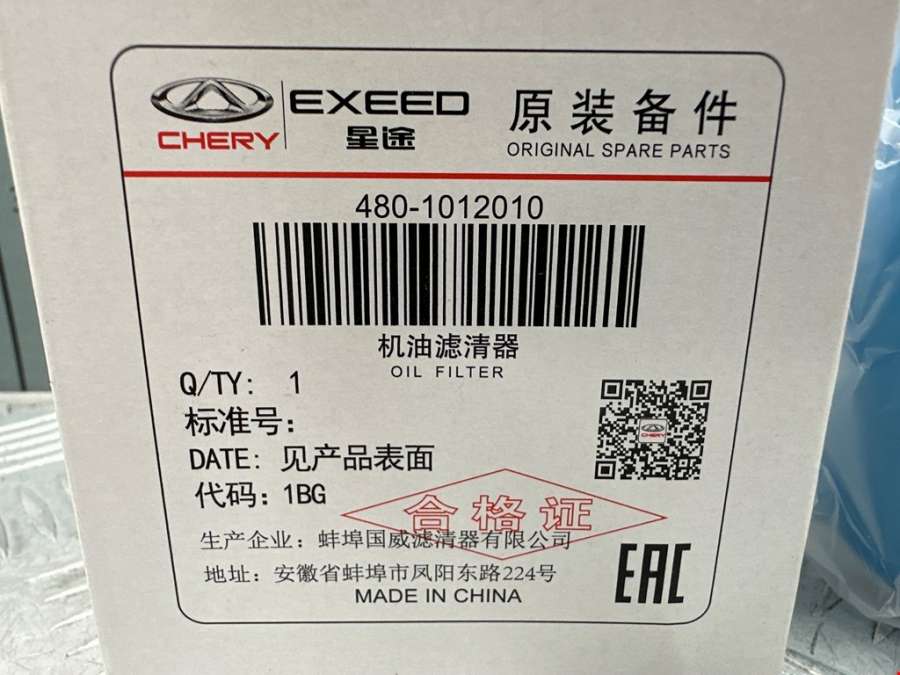 CHERY
EXEED
星途
原装备件
ORIGINAL SPARE PARTS
480-1012010
机油滤清器
OIL FILTER
Q/TY: 1
标准号:
DATE: 见产品表面
代码: 1BG
CHERY
合格证
生产企业: 蚌埠国威滤清器有限公司
地址: 安徽省蚌埠市凤阳东路224号
MADE IN CHINA
EAC